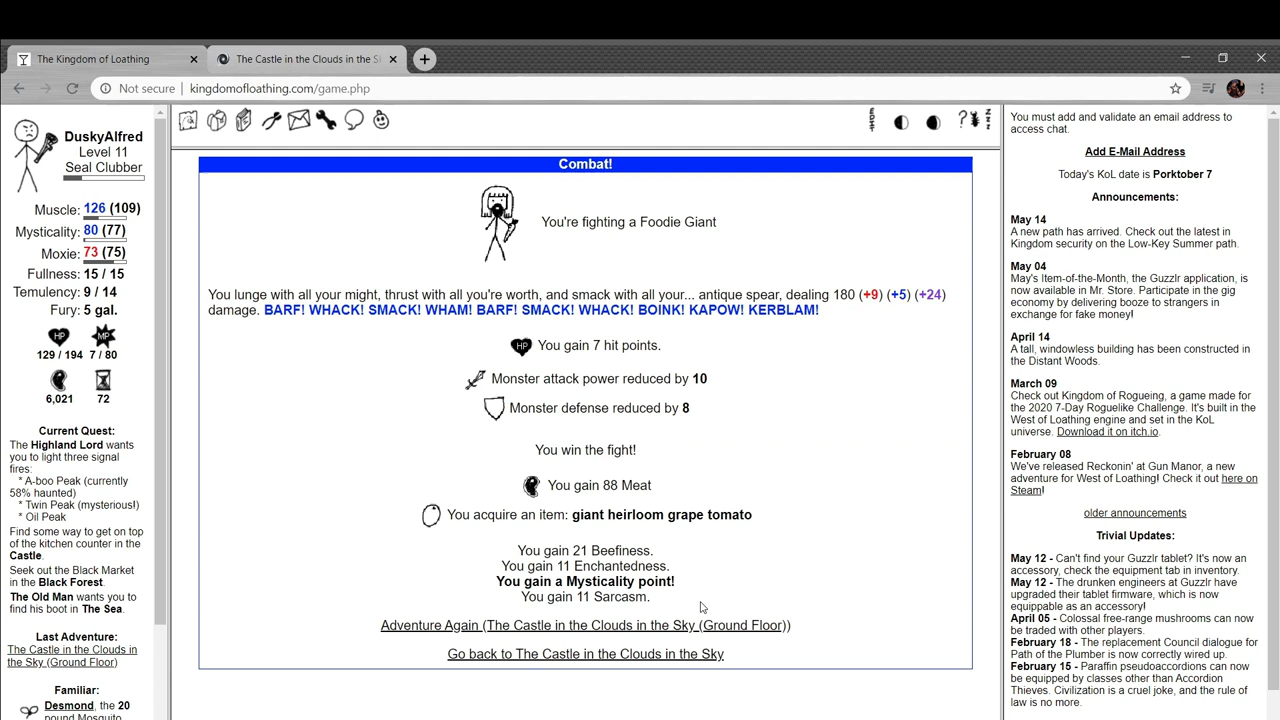 The Kingdom of Loathing
The Castle in the Clouds in the S
Not secure
kingdomofloathing.com/game.php
DuskyAlfred
Level 11
Seal Clubber
Muscle: 126 (109)
Mysticality: 80 (77)
Moxie: 73 (75)
Fullness: 15 / 15
Temulency: 9 / 14
Fury: 5 gal.
HP MP
129 / 194 7 / 80
6,021 72
Current Quest:
The Highland Lord wants
you to light three signal
fires:
* A-boo Peak (currently
58% haunted)
* Twin Peak (mysterious!)
* Oil Peak
Find some way to get on top
of the kitchen counter in the
Castle.
Seek out the Black Market
in the Black Forest.
The Old Man wants you to
find his boot in The Sea.
Last Adventure:
The Castle in the Clouds in
the Sky (Ground Floor)
Familiar:
Desmond, the 20
pound Mosquito
EDIT
?
Z Z Z
Combat!
You're fighting a Foodie Giant
You lunge with all your might, thrust with all you're worth, and smack with all your... antique spear, dealing 180 (+9) (+5) (+24)
damage. BARF! WHACK! SMACK! WHAM! BARF! SMACK! WHACK! BOINK! KAPOW! KERBLAM!
HP You gain 7 hit points.
Monster attack power reduced by 10
Monster defense reduced by 8
You win the fight!
You gain 88 Meat
You acquire an item: giant heirloom grape tomato
You gain 21 Beefiness.
You gain 11 Enchantedness.
You gain a Mysticality point!
You gain 11 Sarcasm.
Adventure Again (The Castle in the Clouds in the Sky (Ground Floor))
Go back to The Castle in the Clouds in the Sky
You must add and validate an email address to
access chat.
Add E-Mail Address
Today's KoL date is Porktober 7
Announcements:
May 14
A new path has arrived. Check out the latest in
Kingdom security on the Low-Key Summer path.
May 04
May's Item-of-the-Month, the Guzzlr application, is
now available in Mr. Store. Participate in the gig
economy by delivering booze to strangers in
exchange for fake money!
April 14
A tall, windowless building has been constructed in
the Distant Woods.
March 09
Check out Kingdom of Rogueing, a game made for
the 2020 7-Day Roguelike Challenge. It's built in the
West of Loathing engine and set in the KoL
universe. Download it on itch.io.
February 08
We've released Reckonin' at Gun Manor, a new
adventure for West of Loathing! Check it out here on
Steam!
older announcements
Trivial Updates:
May 12 - Can't find your Guzzlr tablet? It's now an
accessory, check the equipment tab in inventory.
May 12 - The drunken engineers at Guzzlr have
upgraded their tablet firmware, which is now
equippable as an accessory!
April 05 - Colossal free-range mushrooms can now
be traded with other players.
February 18 - The replacement Council dialogue for
Path of the Plumber is now correctly wired up.
February 15 - Paraffin pseudoaccordions can now
be equipped by classes other than Accordion
Thieves. Civilization is a cruel joke, and the rule of
law is no more.